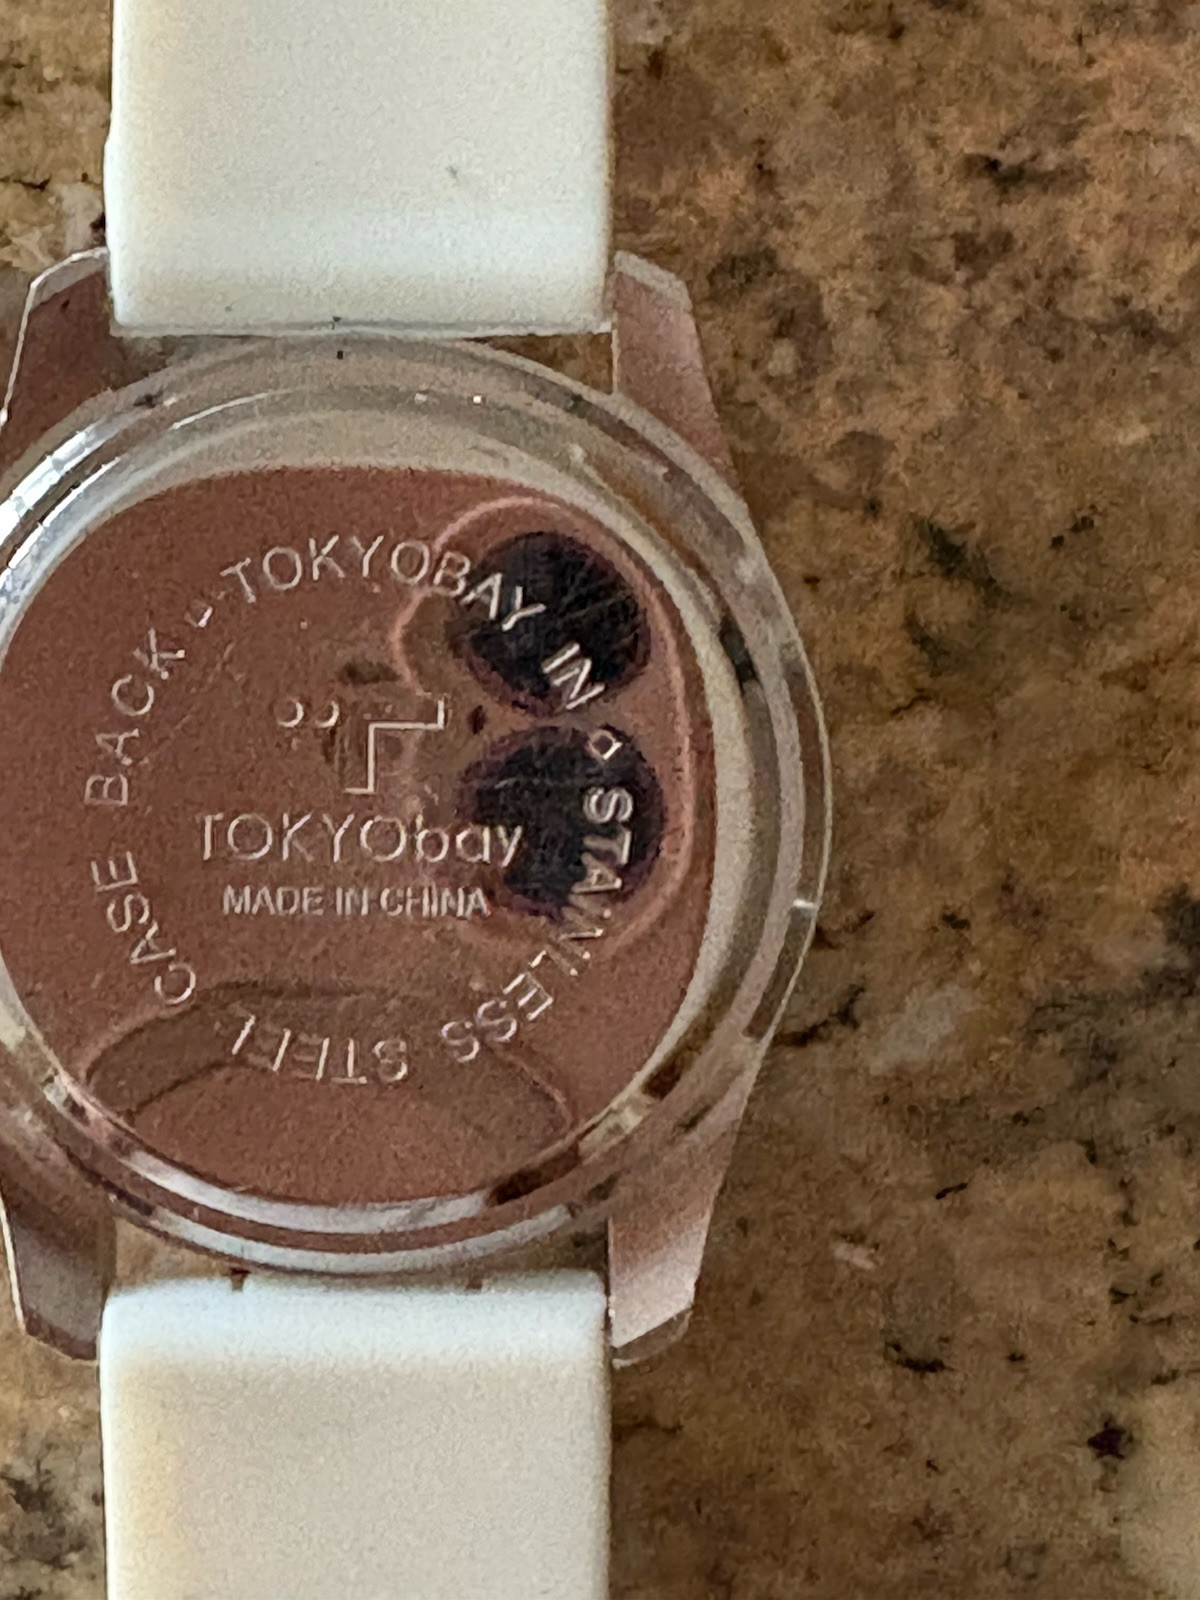 TOKYOBAY IN
STAINLESS STEEL CASE BACK
TOKYObay
MADE IN CHINA